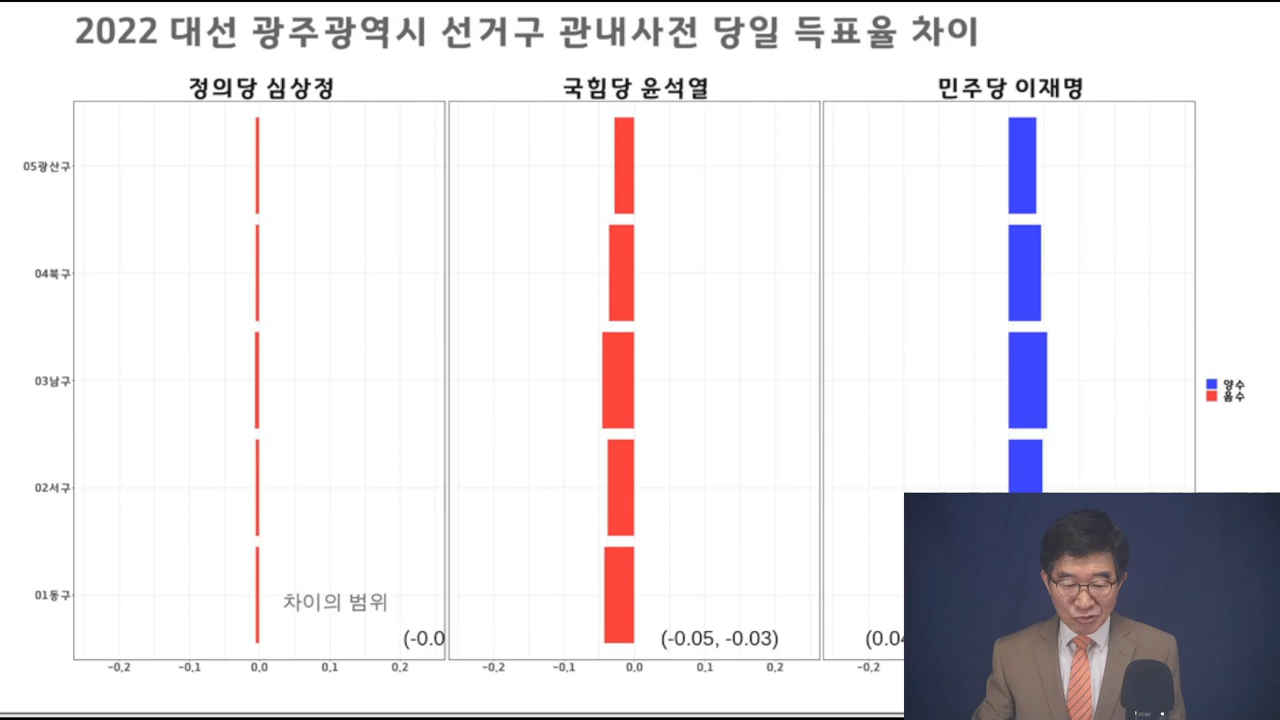 2022 대선 광주광역시 선거구 관내사전 당일 득표율 차이
정의당 심상정
국힘당 윤석열
민주당 이재명
05광산구
04북구
03남구
양수
음수
02서구
01동구
차이의 범위
(-0.0
(-0.05, -0.03)
(0.04
-0.2 -0.1 0.0 0.1 0.2
-0.2 -0.1 0.0 0.1 0.2
-0.2